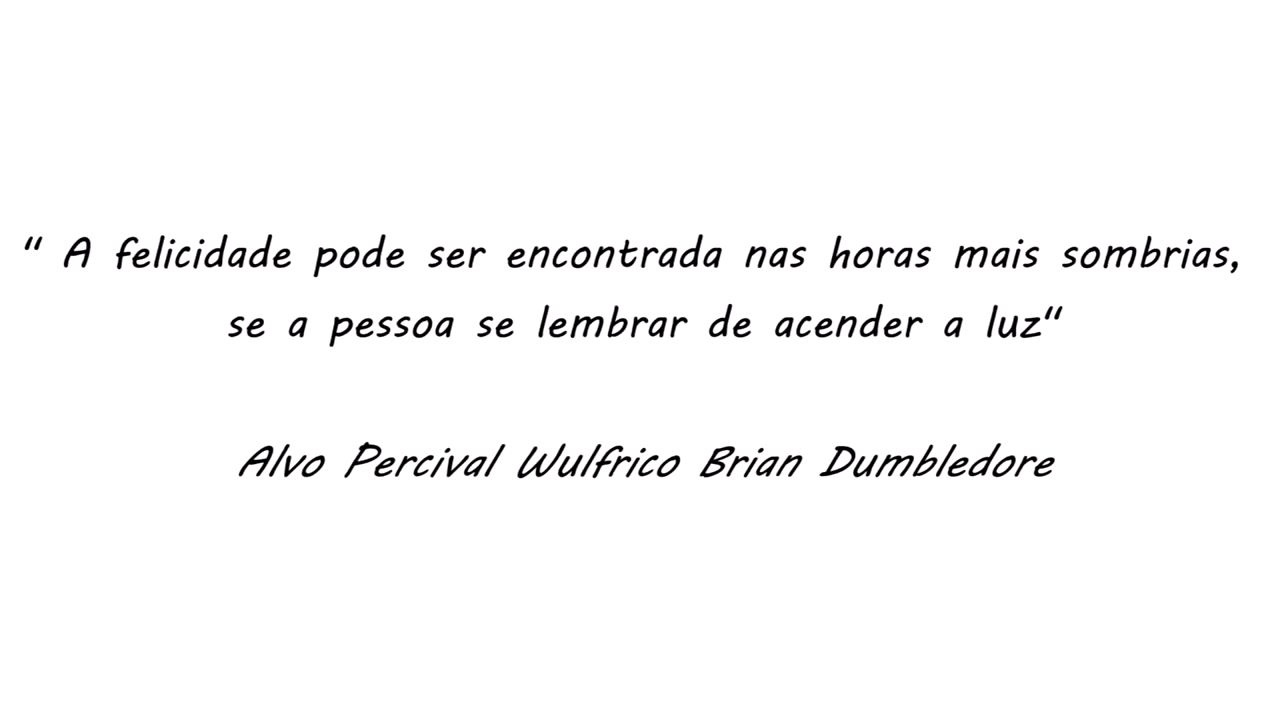 “ A felicidade pode ser encontrada nas horas mais sombrias,
se a pessoa se lembrar de acender a luz“
Alvo Percival Wulfrico Brian Dumbledore